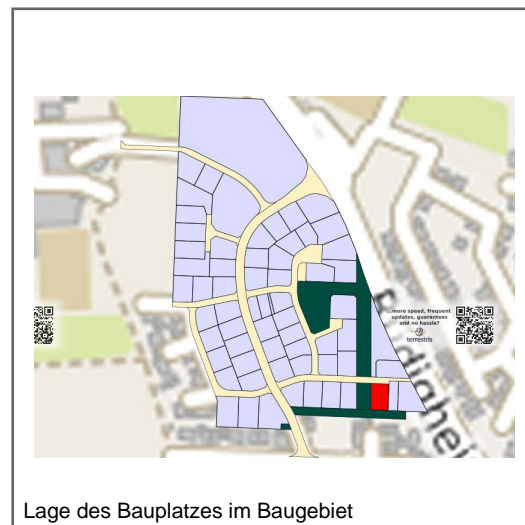 ...more speed, frequent
updates, guarantees
and no hassle?
terrestris
Lage des Bauplatzes im Baugebiet